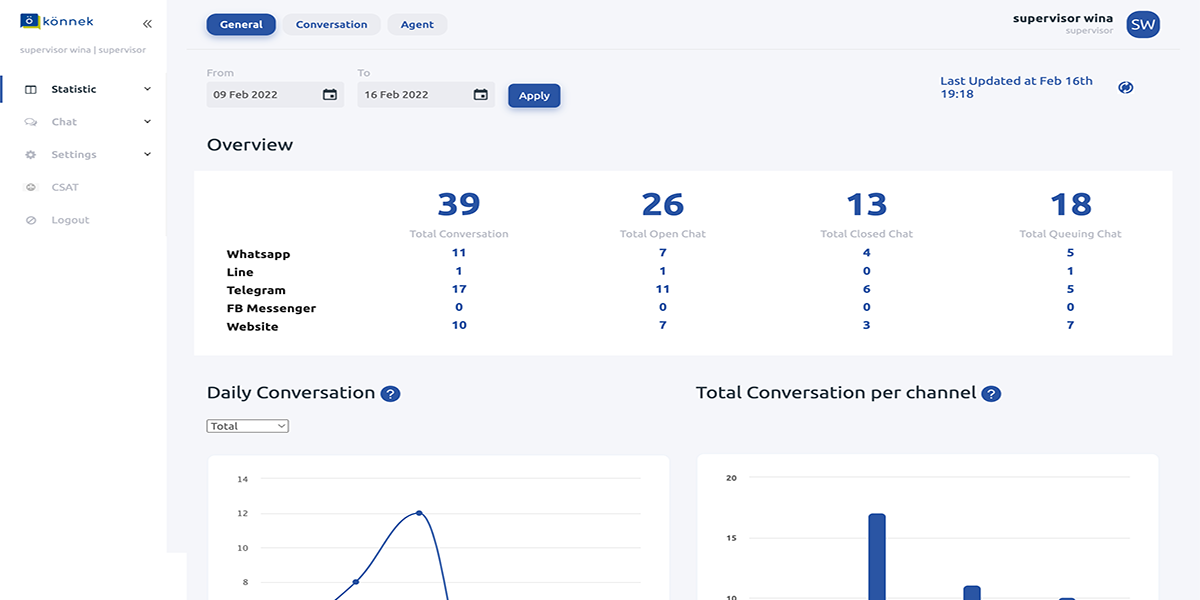 ö könnek
supervisor wina | supervisor
Statistic
Chat
Settings
CSAT
Logout
General Conversation Agent
supervisor wina
supervisor
SW
From To
09 Feb 2022 16 Feb 2022 Apply
Last Updated at Feb 16th
19:18
Overview
39 26 13 18
Total Conversation Total Open Chat Total Closed Chat Total Queuing Chat
Whatsapp 11 7 4 5
Line 1 1 0 1
Telegram 17 11 6 5
FB Messenger 0 0 0 0
Website 10 7 3 7
Daily Conversation ?
Total
14
12
10
8
Total Conversation per channel ?
20
15
10